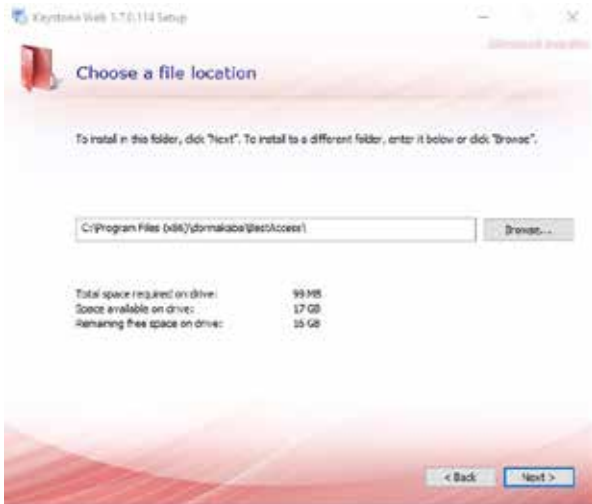 Keystone Web 1.7.0.114 Setup
Choose a file location
To install in this folder, click "Next". To install to a different folder, enter it below or click "Browse".
C:\Program Files (x86)\dormakaba\BestAccess\
Browse...
Total space required on drive: 99 MB
Space available on drive: 17 GB
Remaining free space on drive: 16 GB
< Back
Next >